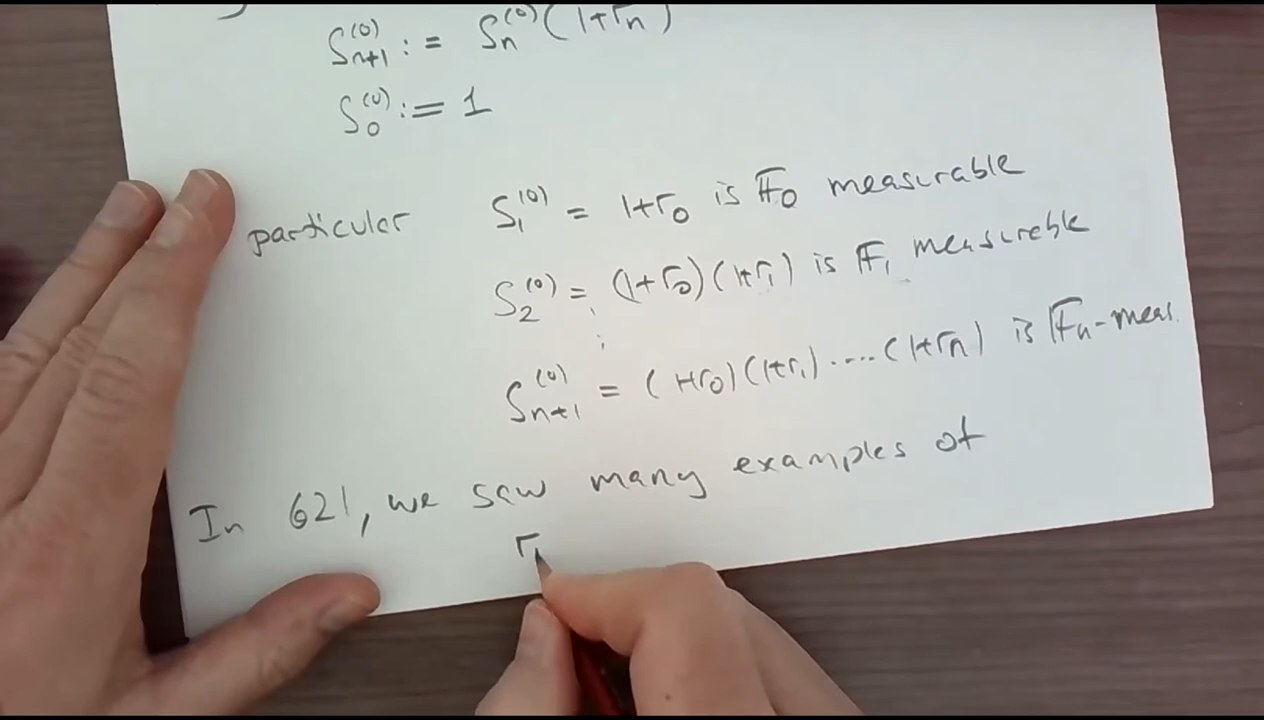 S_{n+1}^{(0)} := S_n^{(0)} (1+r_n)
S_0^{(0)} := 1
particular S_1^{(0)} = 1+r_0 is F_0 measurable
S_2^{(0)} = (1+r_0)(1+r_1) is F_1 measurable
⋮
S_{n+1}^{(0)} = (1+r_0)(1+r_1)....(1+r_n) is F_n-meas.
In 621, we saw many examples of
r